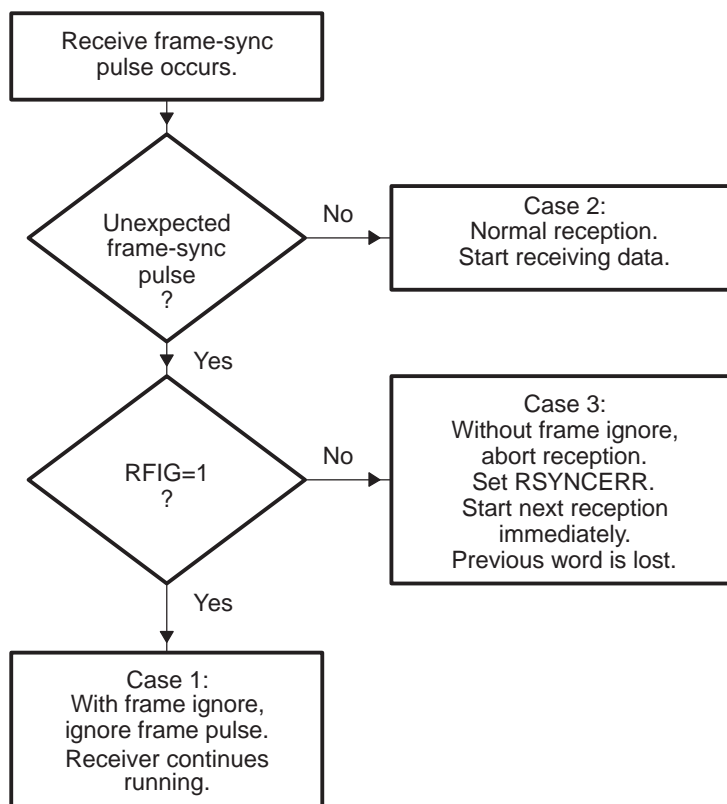 Receive frame-sync
pulse occurs.
Unexpected
frame-sync
pulse
?
No
Case 2:
Normal reception.
Start receiving data.
Yes
RFIG=1
?
No
Case 3:
Without frame ignore,
abort reception.
Set RSYNCERR.
Start next reception
immediately.
Previous word is lost.
Yes
Case 1:
With frame ignore,
ignore frame pulse.
Receiver continues
running.